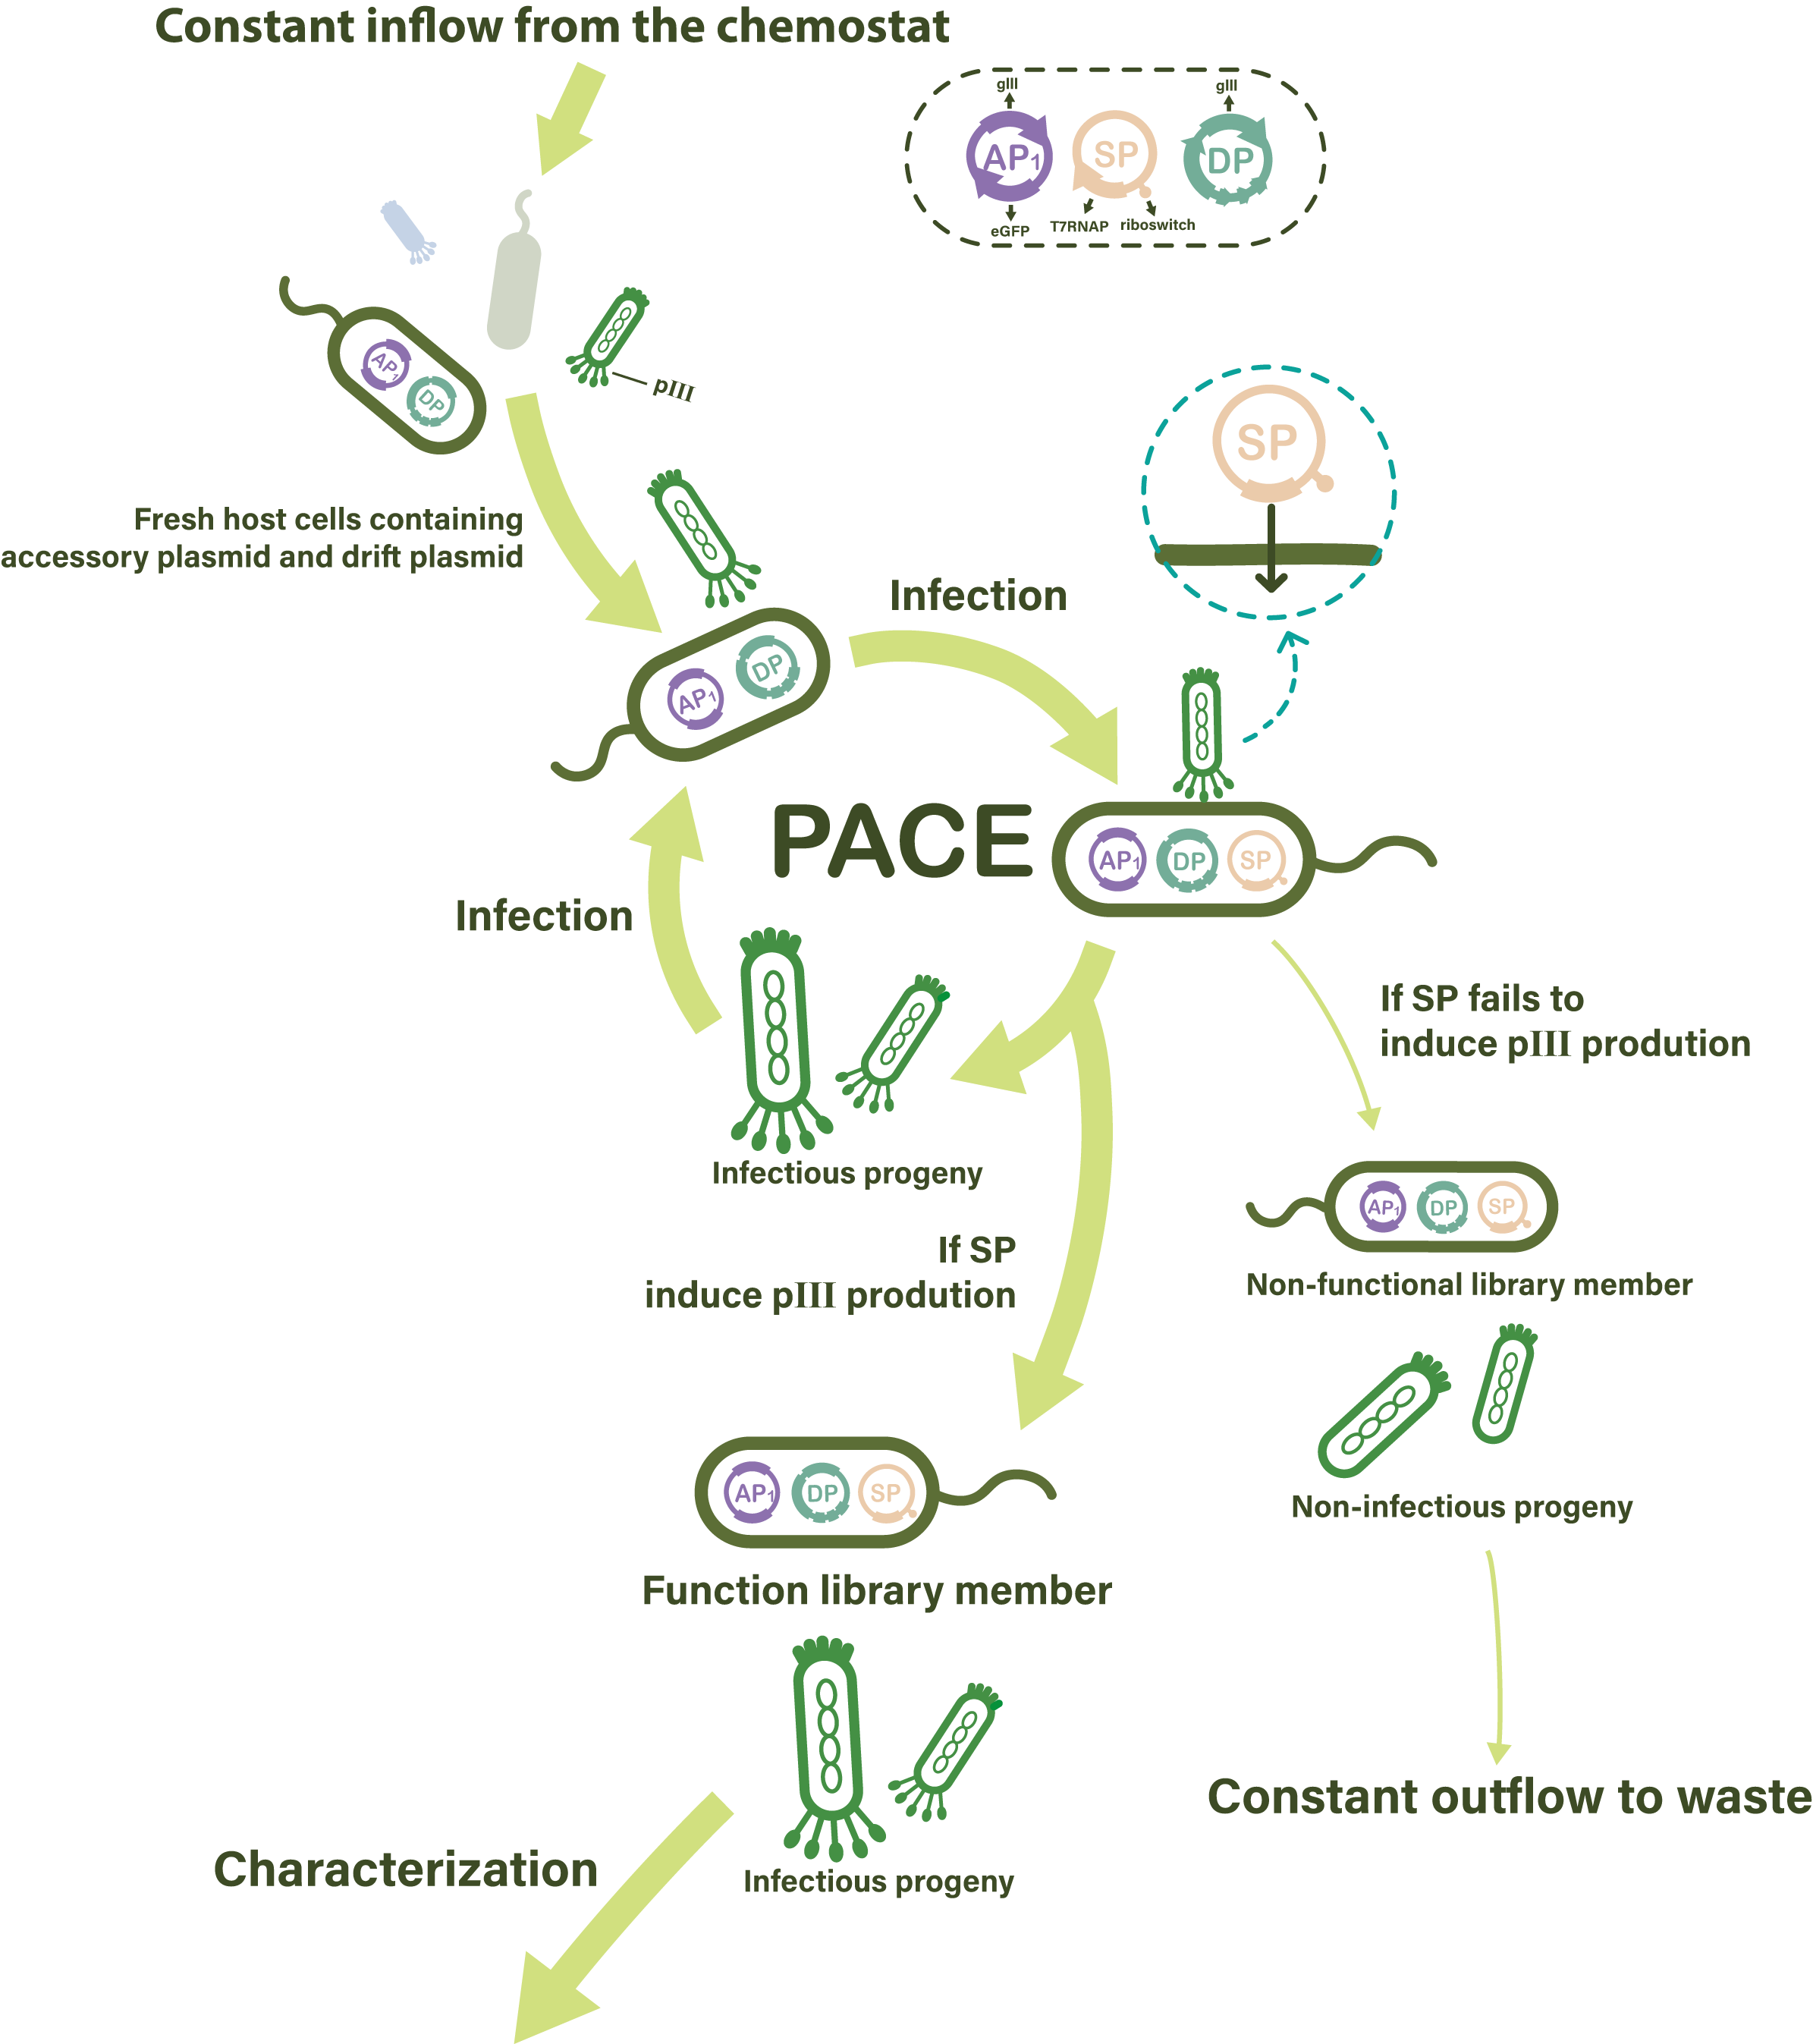 Constant inflow from the chemostat
gIII
gIII
AP1
SP
DP
eGFP
T7RNAP
riboswitch
pIII
AP1
DP
SP
Fresh host cells containing
accessory plasmid and drift plasmid
Infection
AP1
DP
PACE
AP1
DP
SP
Infection
If SP fails to
induce pIII prodution
Infectious progeny
AP1
DP
SP
If SP
induce pIII prodution
Non-functional library member
AP1
DP
SP
Non-infectious progeny
Function library member
Constant outflow to waste
Characterization
Infectious progeny